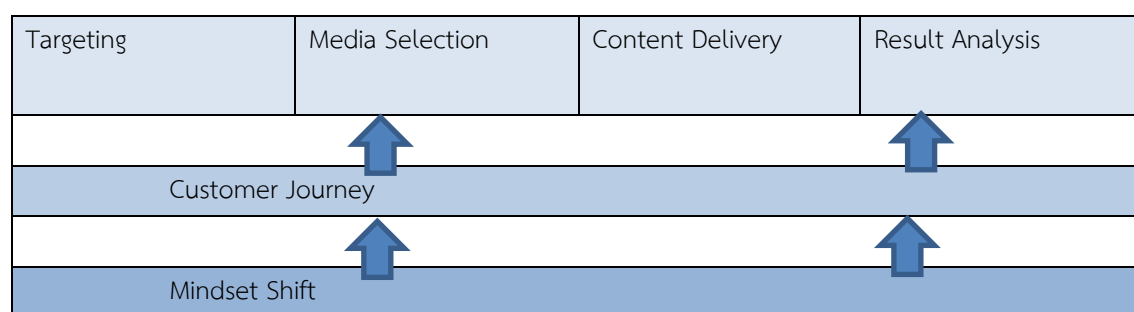 Targeting
Media Selection
Content Delivery
Result Analysis
Customer Journey
Mindset Shift